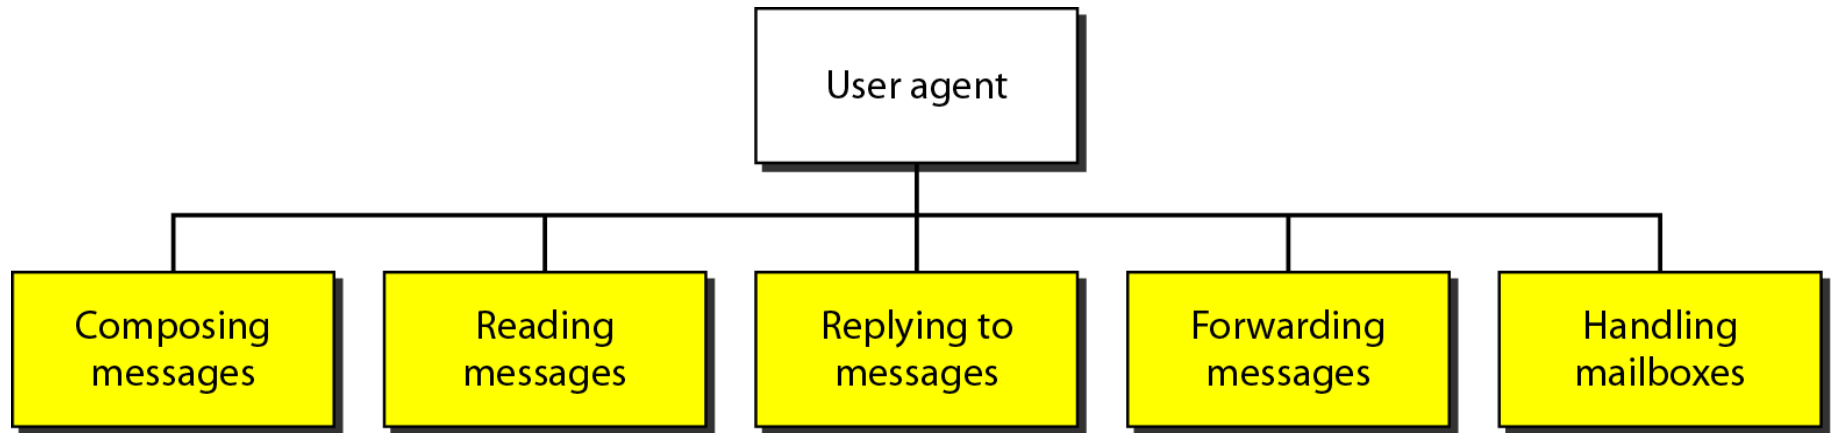 User agent
Composing
messages
Reading
messages
Replying to
messages
Forwarding
messages
Handling
mailboxes